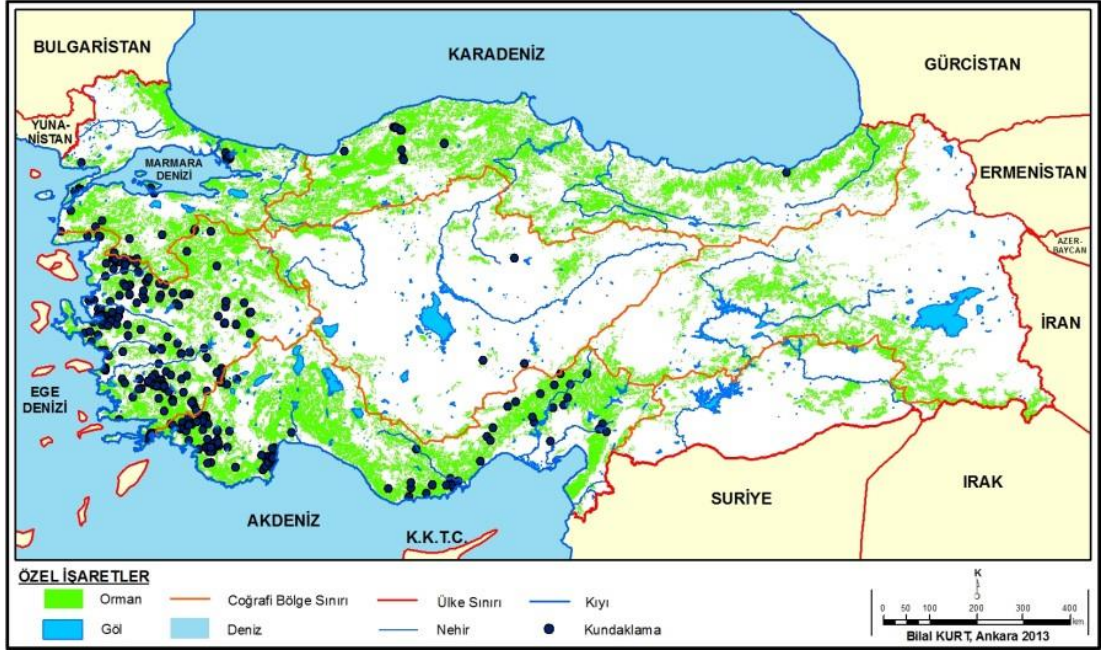 BULGARİSTAN
KARADENİZ
GÜRCİSTAN
YUNA-
NİSTAN
MARMARA
DENİZİ
ERMENİSTAN
AZER-
BAYCAN
İRAN
EGE
DENİZİ
AKDENİZ
K.K.T.C.
SURİYE
IRAK
ÖZEL İŞARETLER
Orman
Coğrafi Bölge Sınırı
Ülke Sınırı
Kıyı
Göl
Deniz
Nehir
Kundaklama
K
0 50 100 200 300 400
km
Bilal KURT, Ankara 2013